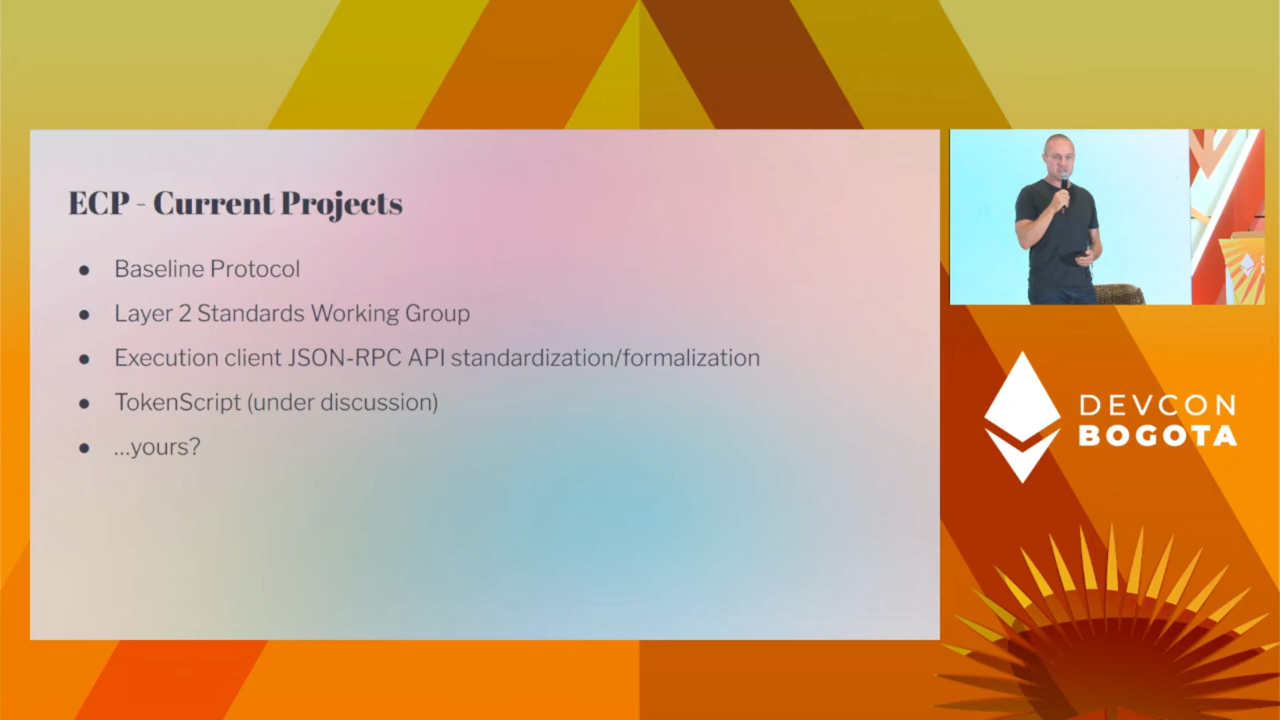 ECP - Current Projects
● Baseline Protocol
● Layer 2 Standards Working Group
● Execution client JSON-RPC API standardization/formalization
● TokenScript (under discussion)
● ...yours?
DEVCON
BOGOTA